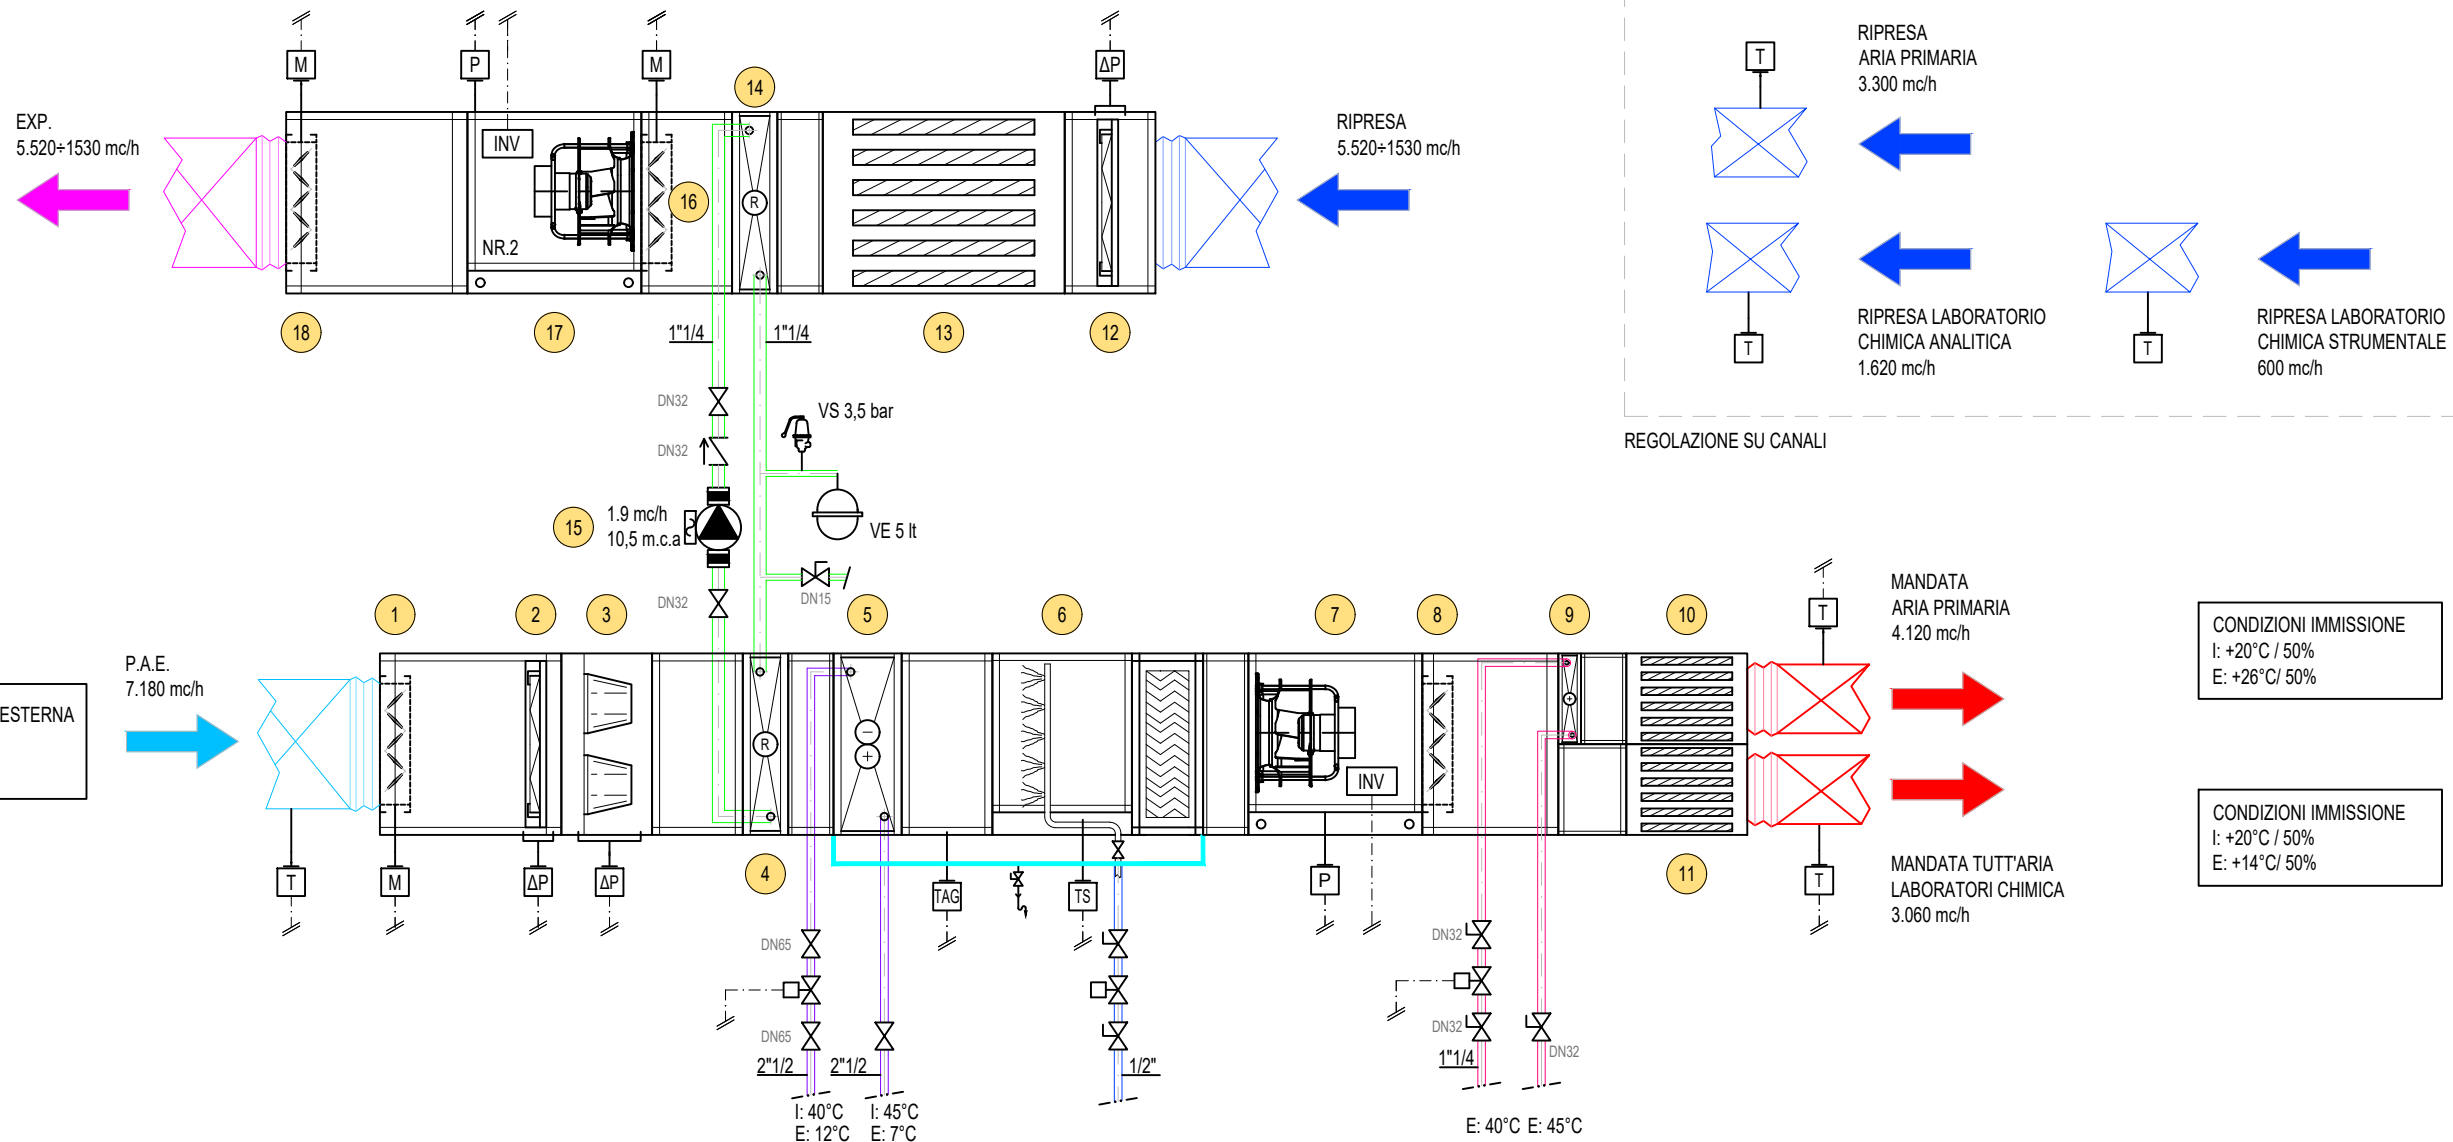 M
P
M
ΔP
14
EXP.
5.520÷1530 mc/h
INV
NR.2
16
R
RIPRESA
5.520÷1530 mc/h
18
17
13
12
1"1/4
1"1/4
T
RIPRESA
ARIA PRIMARIA
3.300 mc/h
RIPRESA LABORATORIO
CHIMICA ANALITICA
1.620 mc/h
T
RIPRESA LABORATORIO
CHIMICA STRUMENTALE
600 mc/h
T
REGOLAZIONE SU CANALI
DN32
VS 3,5 bar
DN32
15
1.9 mc/h
10,5 m.c.a
VE 5 lt
DN32
DN15
1
2
3
5
6
7
8
9
10
T
MANDATA
ARIA PRIMARIA
4.120 mc/h
CONDIZIONI IMMISSIONE
I: +20°C / 50%
E: +26°C/ 50%
P.A.E.
7.180 mc/h
ESTERNA
R
INV
CONDIZIONI IMMISSIONE
I: +20°C / 50%
E: +14°C/ 50%
T
M
ΔP
ΔP
4
TAG
TS
P
11
T
MANDATA TUTT'ARIA
LABORATORI CHIMICA
3.060 mc/h
DN65
DN32
DN65
DN32
DN32
2"1/2
2"1/2
1/2"
1"1/4
I: 40°C
E: 12°C
I: 45°C
E: 7°C
E: 40°C
E: 45°C